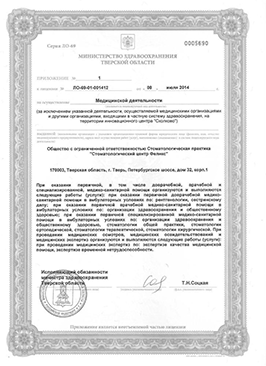 Серия ЛО-69
0005690
МИНИСТЕРСТВО ЗДРАВООХРАНЕНИЯ
ТВЕРСКОЙ ОБЛАСТИ
ПРИЛОЖЕНИЕ № 1
ЛО-69-01-001412 от « 08 » июля 2014 г.
Медицинской деятельности
(за исключением указанной деятельности, осуществляемой медицинскими организациями
и другими организациями, входящими в частную систему здравоохранения, на
территории инновационного центра "Сколково")
Общество с ограниченной ответственностью Стоматологическая практика
"Стоматологический центр Феликс"
170003, Тверская область, г. Тверь, Петербургское шоссе, дом 32, корп.1
При оказании первичной, в том числе доврачебной, врачебной и
специализированной, медико-санитарной помощи организуются и выполняются
следующие работы (услуги): при оказании первичной доврачебной медико-
санитарной помощи в амбулаторных условиях по: рентгенологии, сестринскому
делу; при оказании первичной врачебной медико-санитарной помощи в
амбулаторных условиях по: организации здравоохранения и общественному
здоровью; при оказании первичной специализированной медико-санитарной
помощи в амбулаторных условиях по: организации здравоохранения и
общественному здоровью, стоматологии общей практики, стоматологии
ортопедической, стоматологии терапевтической, стоматологии хирургической. При
проведении медицинских осмотров, медицинских освидетельствований и
медицинских экспертиз организуются и выполняются следующие работы (услуги)
при проведении медицинских экспертиз по: экспертизе качества медицинской
помощи, экспертизе временной нетрудоспособности.
Исполняющий обязанности
министра здравоохранения
Тверской области
Т.Н.Соцкая
Приложение является неотъемлемой частью лицензии